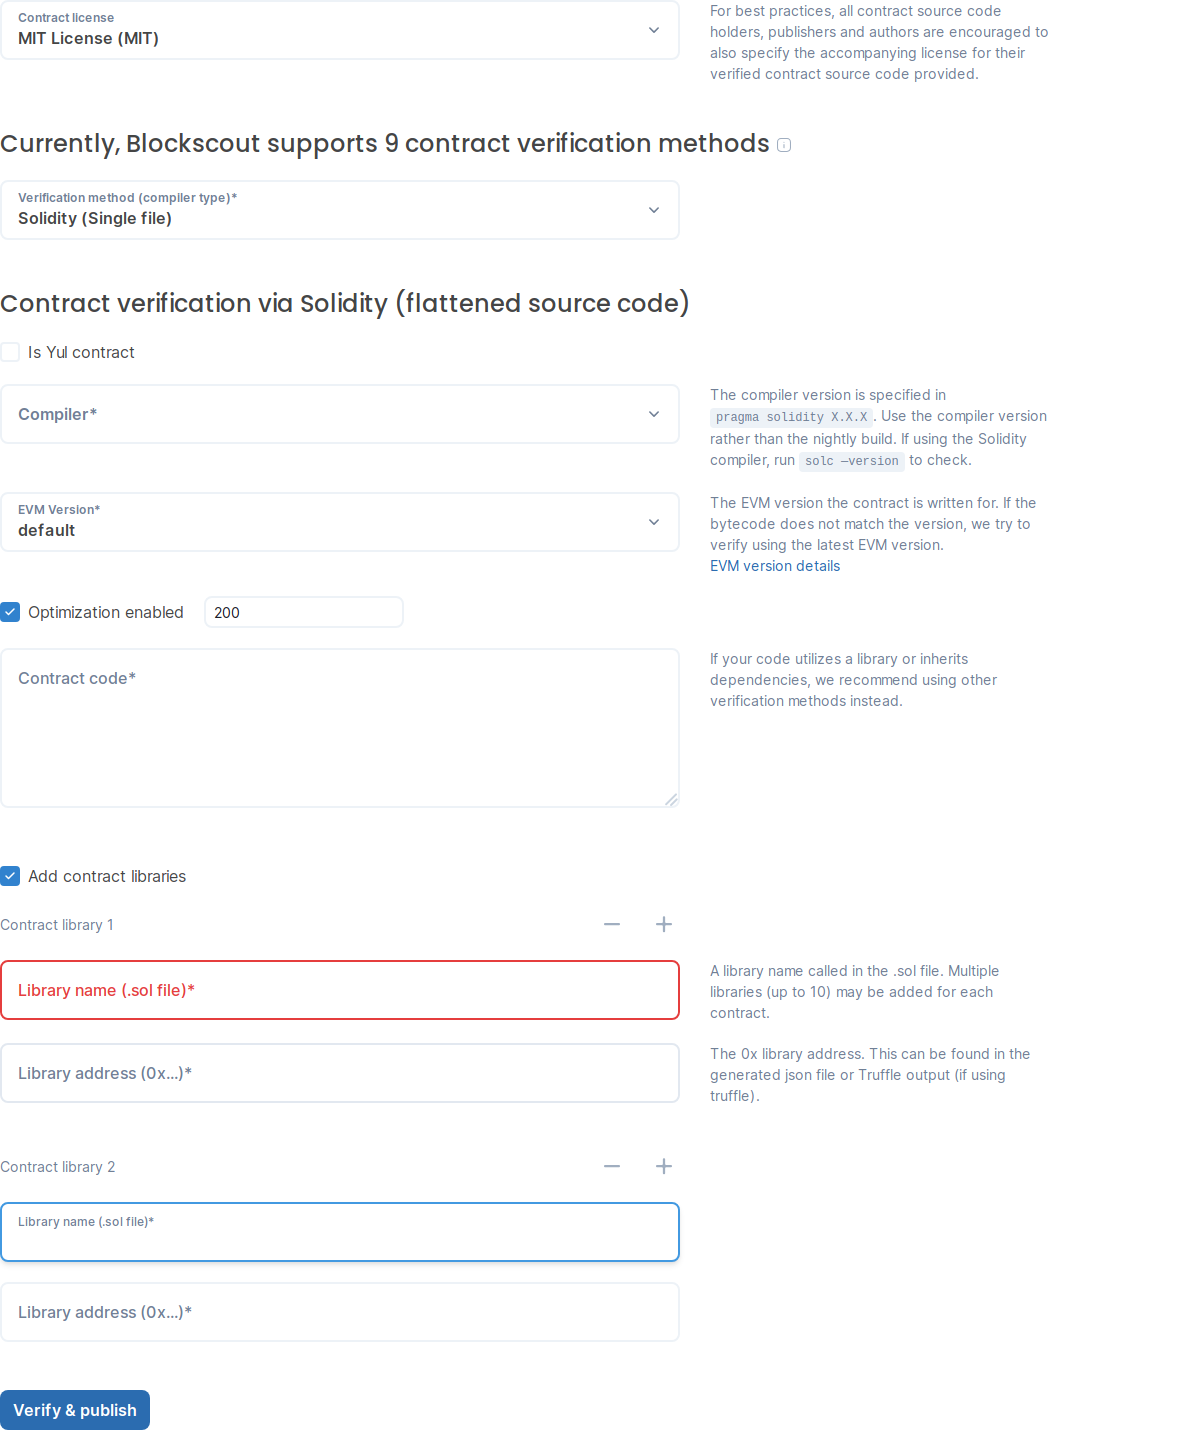 Contract license
MIT License (MIT)
For best practices, all contract source code
holders, publishers and authors are encouraged to
also specify the accompanying license for their
verified contract source code provided.
Currently, Blockscout supports 9 contract verification methods
Verification method (compiler type)*
Solidity (Single file)
Contract verification via Solidity (flattened source code)
Is Yul contract
Compiler*
The compiler version is specified in
pragma solidity X.X.X. Use the compiler version
rather than the nightly build. If using the Solidity
compiler, run solc —version to check.
EVM Version*
default
The EVM version the contract is written for. If the
bytecode does not match the version, we try to
verify using the latest EVM version.
EVM version details
Optimization enabled 200
Contract code*
If your code utilizes a library or inherits
dependencies, we recommend using other
verification methods instead.
Add contract libraries
Contract library 1
Library name (.sol file)*
A library name called in the .sol file. Multiple
libraries (up to 10) may be added for each
contract.
Library address (0x...)*
The 0x library address. This can be found in the
generated json file or Truffle output (if using
truffle).
Contract library 2
Library name (.sol file)*
Library address (0x...)*
Verify & publish